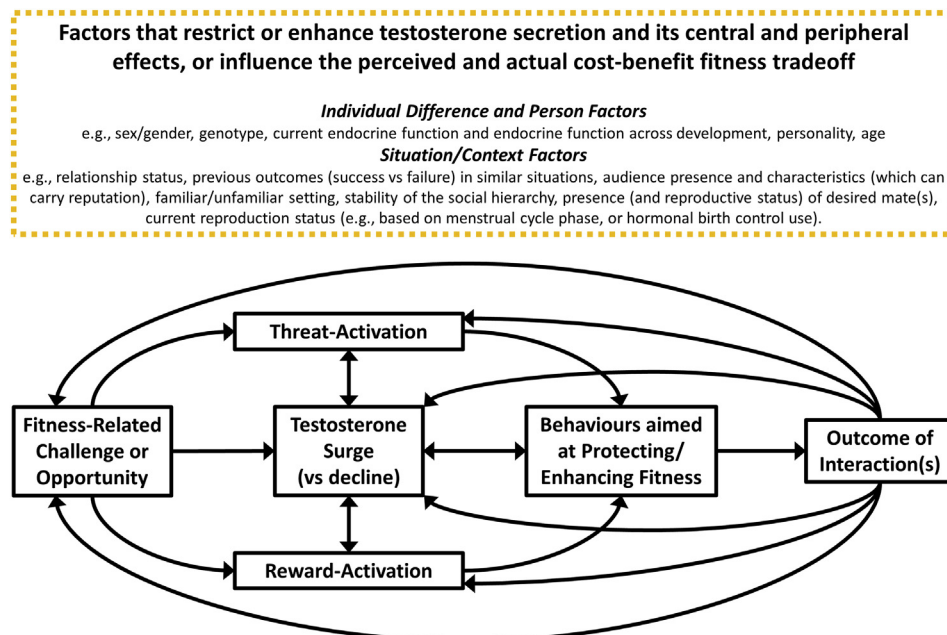 Factors that restrict or enhance testosterone secretion and its central and peripheral
effects, or influence the perceived and actual cost-benefit fitness tradeoff
Individual Difference and Person Factors
e.g., sex/gender, genotype, current endocrine function and endocrine function across development, personality, age
Situation/Context Factors
e.g., relationship status, previous outcomes (success vs failure) in similar situations, audience presence and characteristics (which can
carry reputation), familiar/unfamiliar setting, stability of the social hierarchy, presence (and reproductive status) of desired mate(s),
current reproduction status (e.g., based on menstrual cycle phase, or hormonal birth control use).
Threat-Activation
Fitness-Related
Challenge or
Opportunity
Testosterone
Surge
(vs decline)
Behaviours aimed
at Protecting/
Enhancing Fitness
Outcome of
Interaction(s)
Reward-Activation